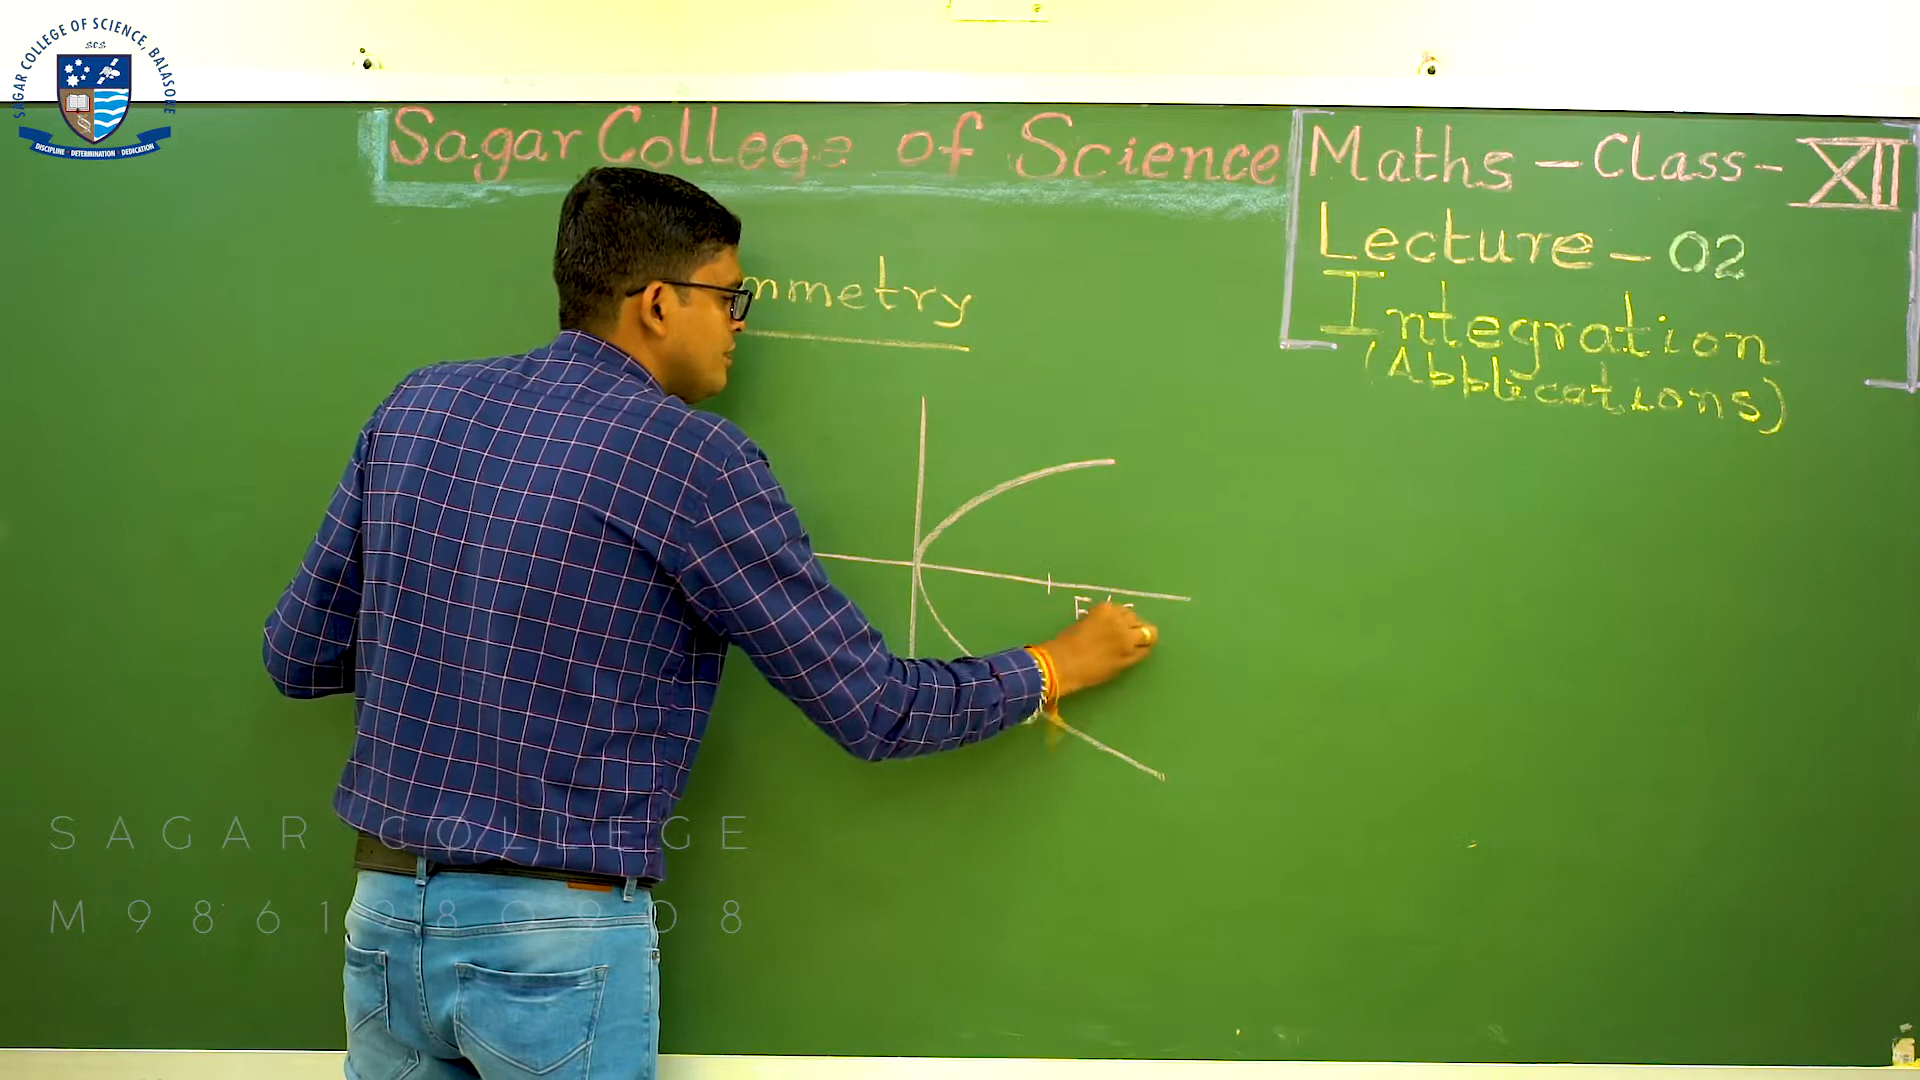 SAGAR COLLEGE OF SCIENCE, BALASORE
SCS
DISCIPLINE - DETERMINATION - DEDICATION
Sagar College of Science
Maths - Class - XII
Lecture - 02
Integration
(Applications)
mmetry
SAGAR COLLEGE